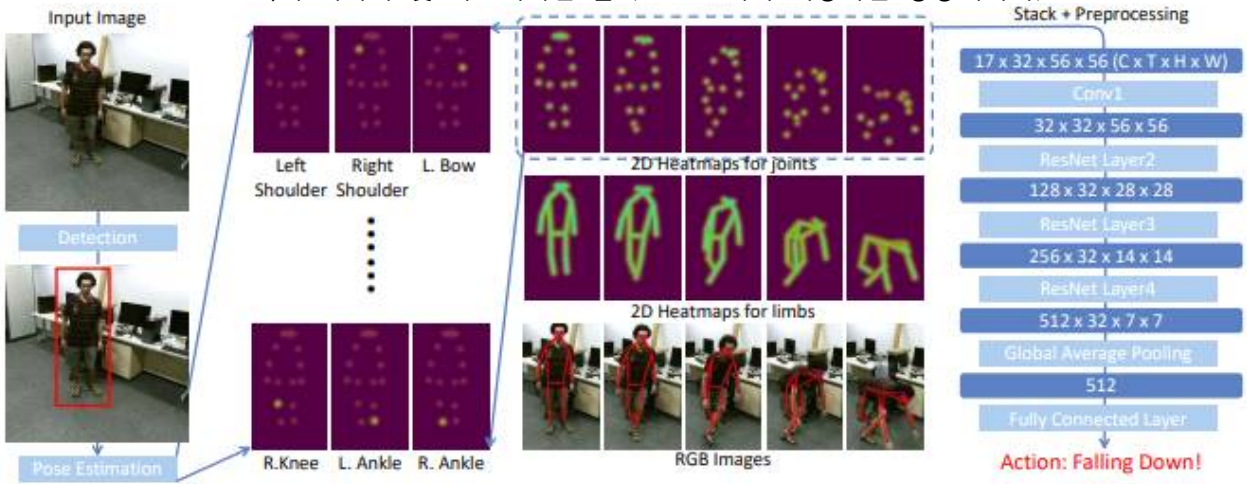 Input Image
Detection
Pose Estimation
Left
Shoulder
Right
Shoulder
L. Bow
R.Knee
L. Ankle
R. Ankle
2D Heatmaps for joints
2D Heatmaps for limbs
RGB Images
Stack + Preprocessing
17 x 32 x 56 x 56 (C x T x H x W)
Conv1
32 x 32 x 56 x 56
ResNet Layer2
128 x 32 x 28 x 28
ResNet Layer3
256 x 32 x 14 x 14
ResNet Layer4
512 x 32 x 7 x 7
Global Average Pooling
512
Fully Connected Layer
Action: Falling Down!